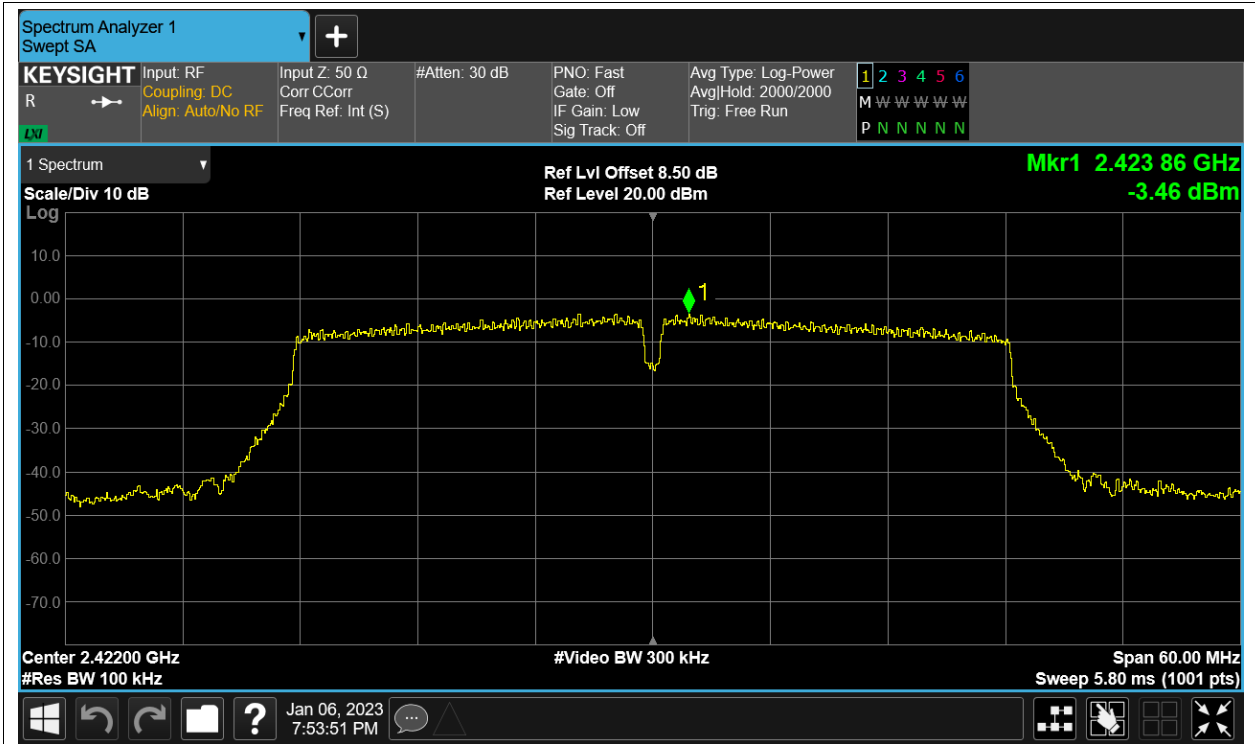 Spectrum Analyzer 1
Swept SA
KEYSIGHT
R
LXI
Input: RF
Coupling: DC
Align: Auto/No RF
Input Z: 50 Ω
Corr CCorr
Freq Ref: Int (S)
#Atten: 30 dB
PNO: Fast
Gate: Off
IF Gain: Low
Sig Track: Off
Avg Type: Log-Power
Avg|Hold: 2000/2000
Trig: Free Run
1 2 3 4 5 6
M W W W W W
P N N N N N
1 Spectrum
Scale/Div 10 dB
Log
Ref Lvl Offset 8.50 dB
Ref Level 20.00 dBm
Mkr1 2.423 86 GHz
-3.46 dBm
10.0
0.00
1
-10.0
-20.0
-30.0
-40.0
-50.0
-60.0
-70.0
Center 2.42200 GHz
#Res BW 100 kHz
#Video BW 300 kHz
Span 60.00 MHz
Sweep 5.80 ms (1001 pts)
?
Jan 06, 2023
7:53:51 PM